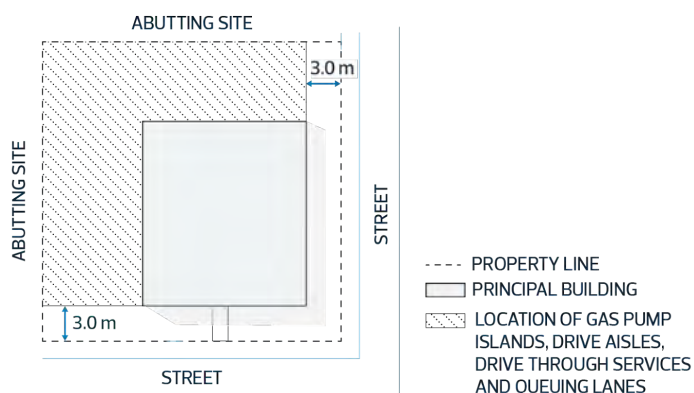 ABUTTING SITE
3.0 m
ABUTTING SITE
STREET
3.0 m
STREET
PROPERTY LINE
PRINCIPAL BUILDING
LOCATION OF GAS PUMP
ISLANDS, DRIVE AISLES,
DRIVE THROUGH SERVICES
AND QUEUING LANES